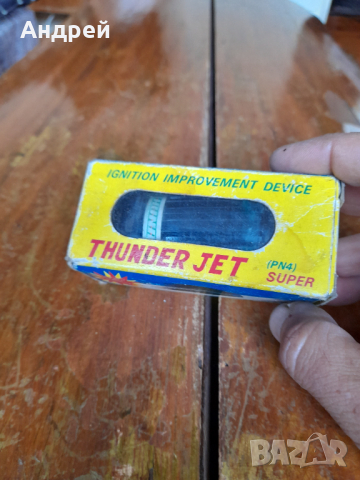 Андрей
IGNITION IMPROVEMENT DEVICE
THUNDER JET (PN4) SUPER
BAZAR